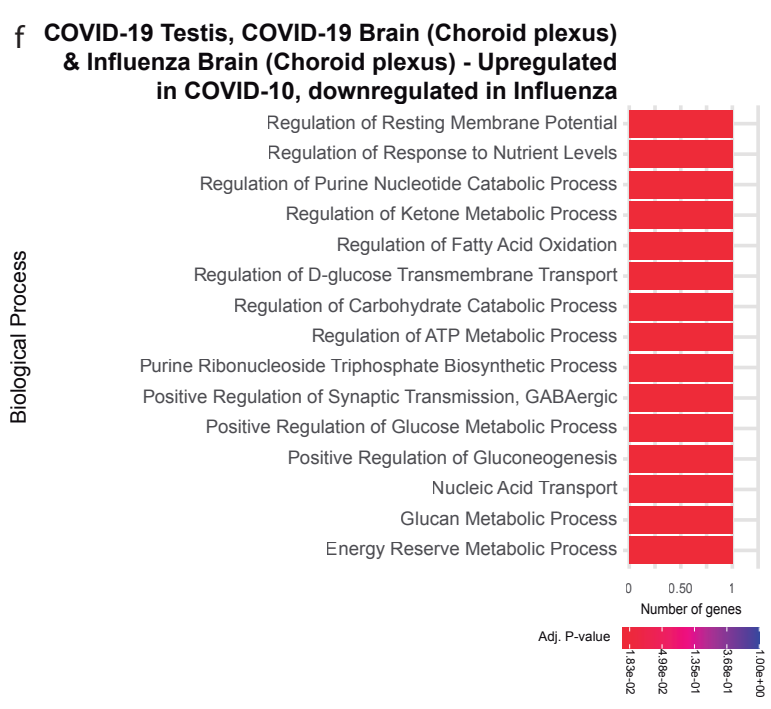 f COVID-19 Testis, COVID-19 Brain (Choroid plexus)
& Influenza Brain (Choroid plexus) - Upregulated
in COVID-10, downregulated in Influenza
Biological Process
Regulation of Resting Membrane Potential
Regulation of Response to Nutrient Levels
Regulation of Purine Nucleotide Catabolic Process
Regulation of Ketone Metabolic Process
Regulation of Fatty Acid Oxidation
Regulation of D-glucose Transmembrane Transport
Regulation of Carbohydrate Catabolic Process
Regulation of ATP Metabolic Process
Purine Ribonucleoside Triphosphate Biosynthetic Process
Positive Regulation of Synaptic Transmission, GABAergic
Positive Regulation of Glucose Metabolic Process
Positive Regulation of Gluconeogenesis
Nucleic Acid Transport
Glucan Metabolic Process
Energy Reserve Metabolic Process
0 0.50 1
Number of genes
Adj. P-value
1.83e-02
4.98e-02
1.35e-01
3.68e-01
1.00e+00